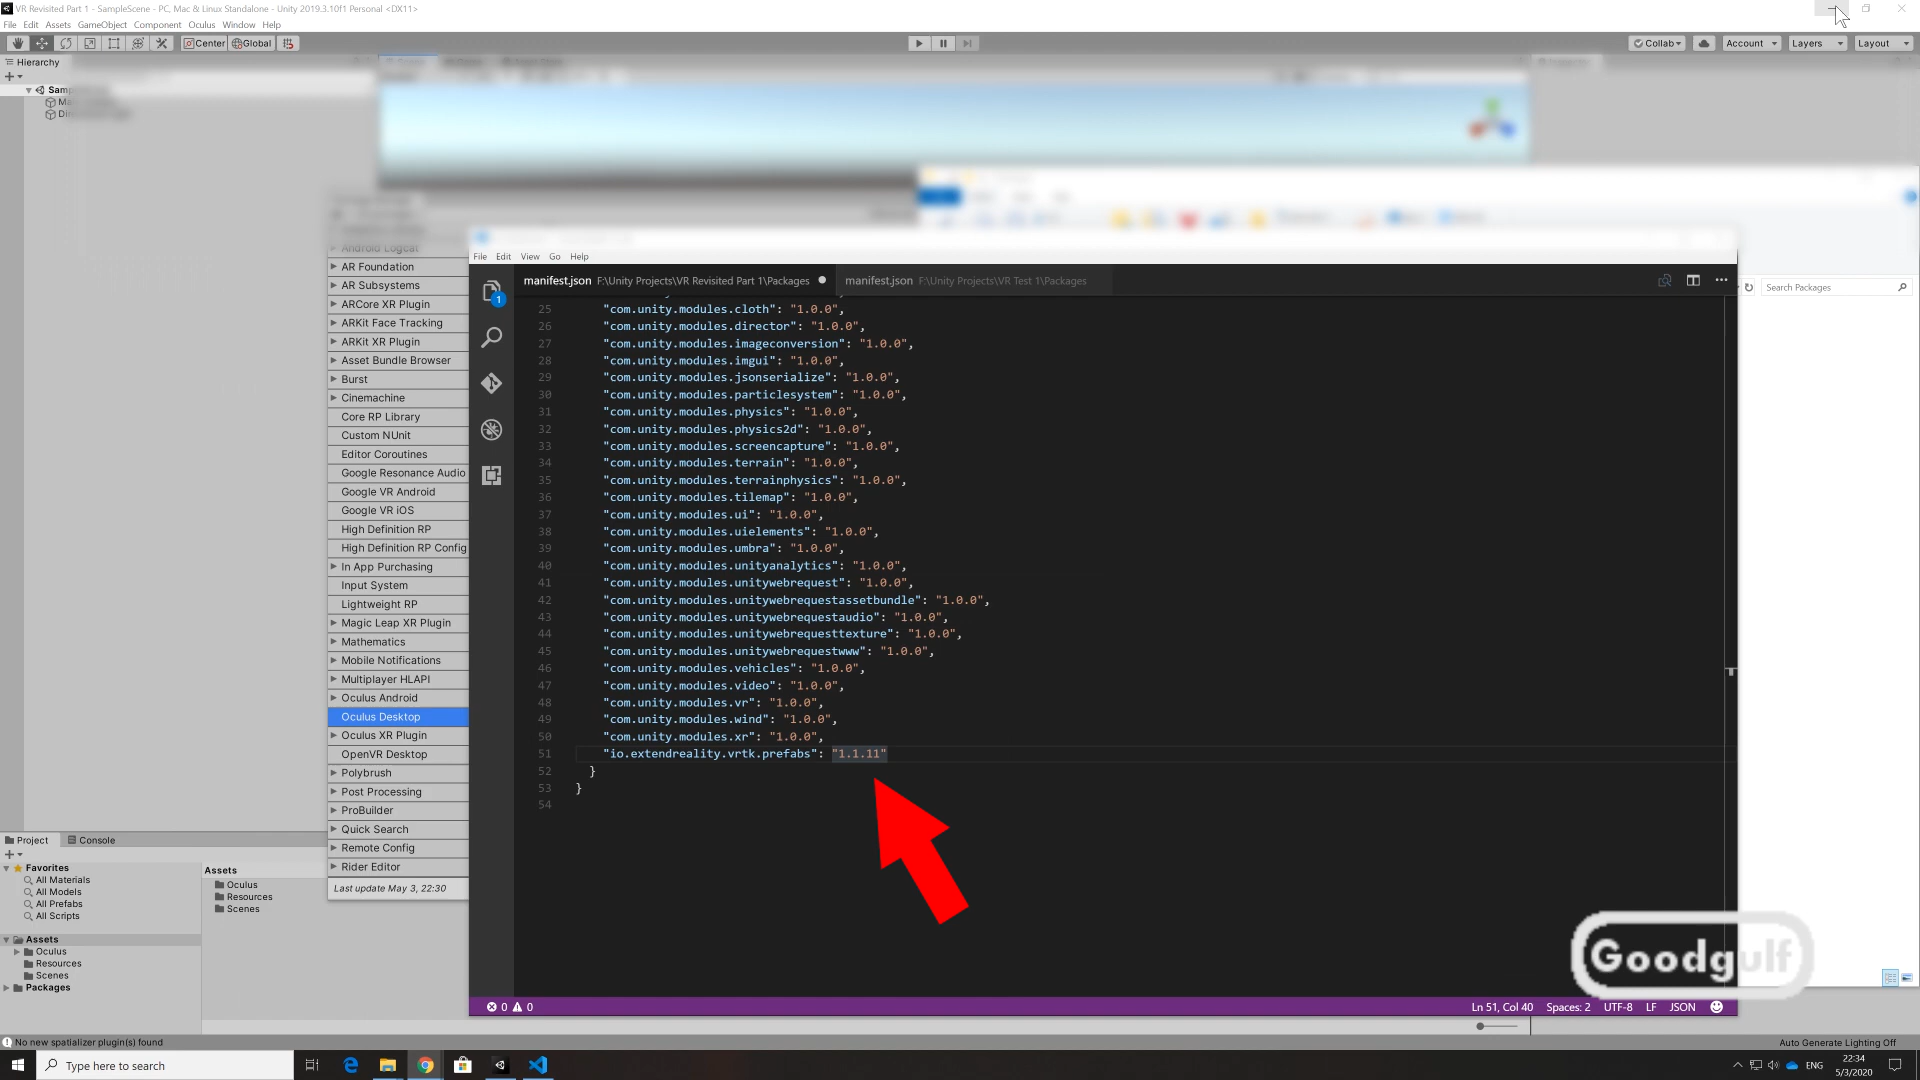 VR Revisited Part 1 - SampleScene - PC, Mac & Linux Standalone - Unity 2019.3.10f1 Personal <DX11>
File Edit Assets GameObject Component Oculus Window Help
Center Global Collab Account Layers Layout
Hierarchy
Android Logcat
AR Foundation
AR Subsystems
ARCore XR Plugin
ARKit Face Tracking
ARKit XR Plugin
Asset Bundle Browser
Burst
Cinemachine
Core RP Library
Custom NUnit
Editor Coroutines
Google Resonance Audio
Google VR Android
Google VR iOS
High Definition RP
High Definition RP Config
In App Purchasing
Input System
Lightweight RP
Magic Leap XR Plugin
Mathematics
Mobile Notifications
Multiplayer HLAPI
Oculus Android
Oculus Desktop
Oculus XR Plugin
OpenVR Desktop
Polybrush
Post Processing
ProBuilder
Quick Search
Remote Config
Rider Editor
Last update May 3, 22:30
File Edit View Go Help
manifest.json F:\Unity Projects\VR Revisited Part 1\Packages manifest.json F:\Unity Projects\VR Test 1\Packages
1
25 "com.unity.modules.cloth": "1.0.0",
26 "com.unity.modules.director": "1.0.0",
27 "com.unity.modules.imageconversion": "1.0.0",
28 "com.unity.modules.imgui": "1.0.0",
29 "com.unity.modules.jsonserialize": "1.0.0",
30 "com.unity.modules.particlesystem": "1.0.0",
31 "com.unity.modules.physics": "1.0.0",
32 "com.unity.modules.physics2d": "1.0.0",
33 "com.unity.modules.screencapture": "1.0.0",
34 "com.unity.modules.terrain": "1.0.0",
35 "com.unity.modules.terrainphysics": "1.0.0",
36 "com.unity.modules.tilemap": "1.0.0",
37 "com.unity.modules.ui": "1.0.0",
38 "com.unity.modules.uielements": "1.0.0",
39 "com.unity.modules.umbra": "1.0.0",
40 "com.unity.modules.unityanalytics": "1.0.0",
41 "com.unity.modules.unitywebrequest": "1.0.0",
42 "com.unity.modules.unitywebrequestassetbundle": "1.0.0",
43 "com.unity.modules.unitywebrequestaudio": "1.0.0",
44 "com.unity.modules.unitywebrequesttexture": "1.0.0",
45 "com.unity.modules.unitywebrequestwww": "1.0.0",
46 "com.unity.modules.vehicles": "1.0.0",
47 "com.unity.modules.video": "1.0.0",
48 "com.unity.modules.vr": "1.0.0",
49 "com.unity.modules.wind": "1.0.0",
50 "com.unity.modules.xr": "1.0.0",
51 "io.extendreality.vrtk.prefabs": "1.1.11"
52 }
53 }
54
0 0 Ln 51, Col 40 Spaces: 2 UTF-8 LF JSON
Search Packages
Goodgulf
Project Console
Favorites
All Materials
All Models
All Prefabs
All Scripts
Assets
Oculus
Resources
Scenes
Packages
Assets
Oculus
Resources
Scenes
No new spatializer plugin(s) found Auto Generate Lighting Off
Type here to search
ENG
22:34
5/3/2020